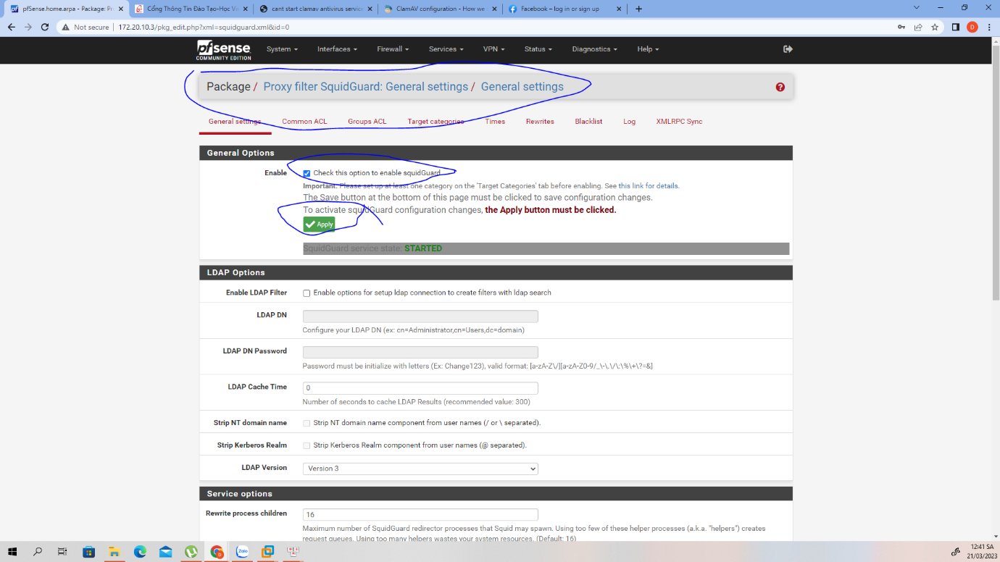 pfSense.home.arpa - Package: Pr
Cổng Thông Tin Đào Tạo-Học Vi
cant start clamav antivirus service
ClamAV configuration - How we
Facebook – log in or sign up
Not secure | 172.20.10.3/pkg_edit.php?xml=squidguard.xml&id=0
D
pfsense
COMMUNITY EDITION
System
Interfaces
Firewall
Services
VPN
Status
Diagnostics
Help
Package / Proxy filter SquidGuard: General settings / General settings
General settings
Common ACL
Groups ACL
Target categories
Times
Rewrites
Blacklist
Log
XMLRPC Sync
General Options
Enable
Check this option to enable squidGuard.
Important: Please set up at least one category on the 'Target Categories' tab before enabling. See this link for details.
The Save button at the bottom of this page must be clicked to save configuration changes.
To activate squidGuard configuration changes, the Apply button must be clicked.
Apply
SquidGuard service state: STARTED
LDAP Options
Enable LDAP Filter
Enable options for setup ldap connection to create filters with ldap search
LDAP DN
Configure your LDAP DN (ex: cn=Administrator,cn=Users,dc=domain)
LDAP DN Password
Password must be initialize with letters (Ex: Change123), valid format: [a-zA-Z\/][a-zA-Z0-9/_\-\.\/\:\%\+\?=&]
LDAP Cache Time
0
Number of seconds to cache LDAP Results (recommended value: 300)
Strip NT domain name
Strip NT domain name component from user names (/ or \ separated).
Strip Kerberos Realm
Strip Kerberos Realm component from user names (@ separated).
LDAP Version
Version 3
Service options
Rewrite process children
16
Maximum number of SquidGuard redirector processes that Squid may spawn. Using too few of these helper processes (a.k.a. "helpers") creates
request queues. Using too many helpers wastes your system resources. (Default: 16)
Zalo
12:41 SA
21/03/2023